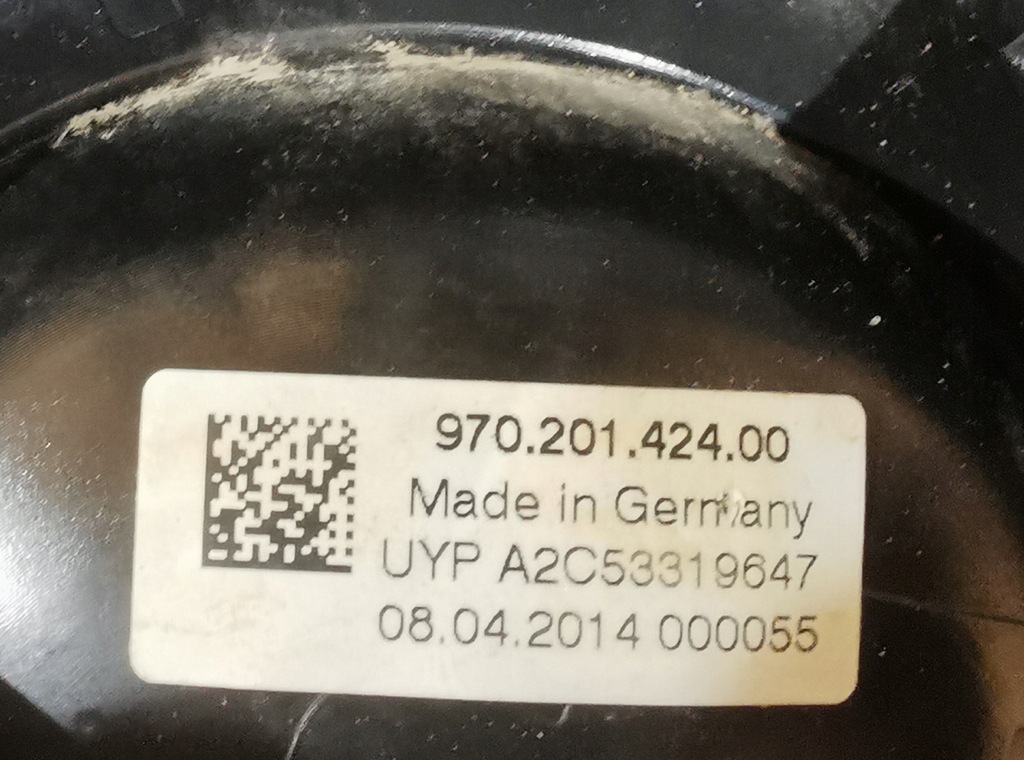 970.201.424.00
Made in Germany
UYP A2C53319647
08.04.2014 000055